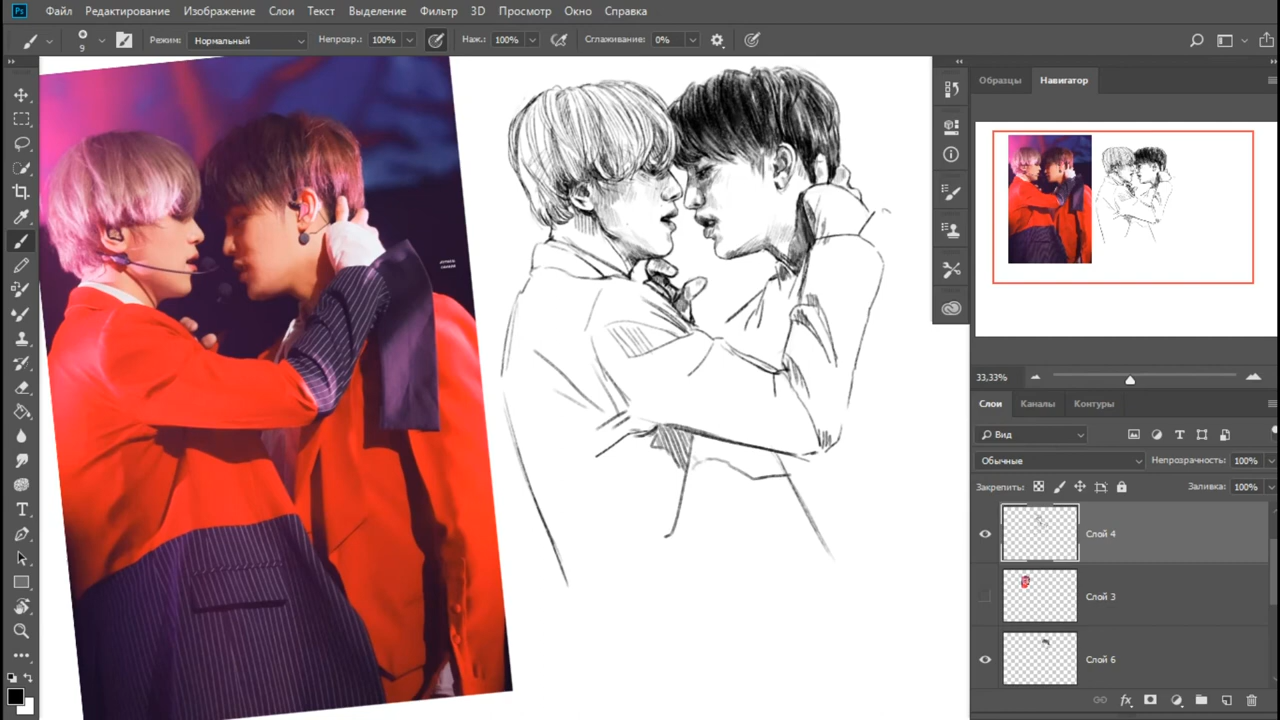 Ps Файл Редактирование Изображение Слои Текст Выделение Фильтр 3D Просмотр Окно Справка
9 Режим: Нормальный Непрозр.: 100% Наж.: 100% Сглаживание: 0%
Образцы Навигатор
33,33%
Слои Каналы Контуры
Вид
Обычные Непрозрачность: 100%
Закрепить: Заливка: 100%
Слой 4
Слой 3
Слой 6